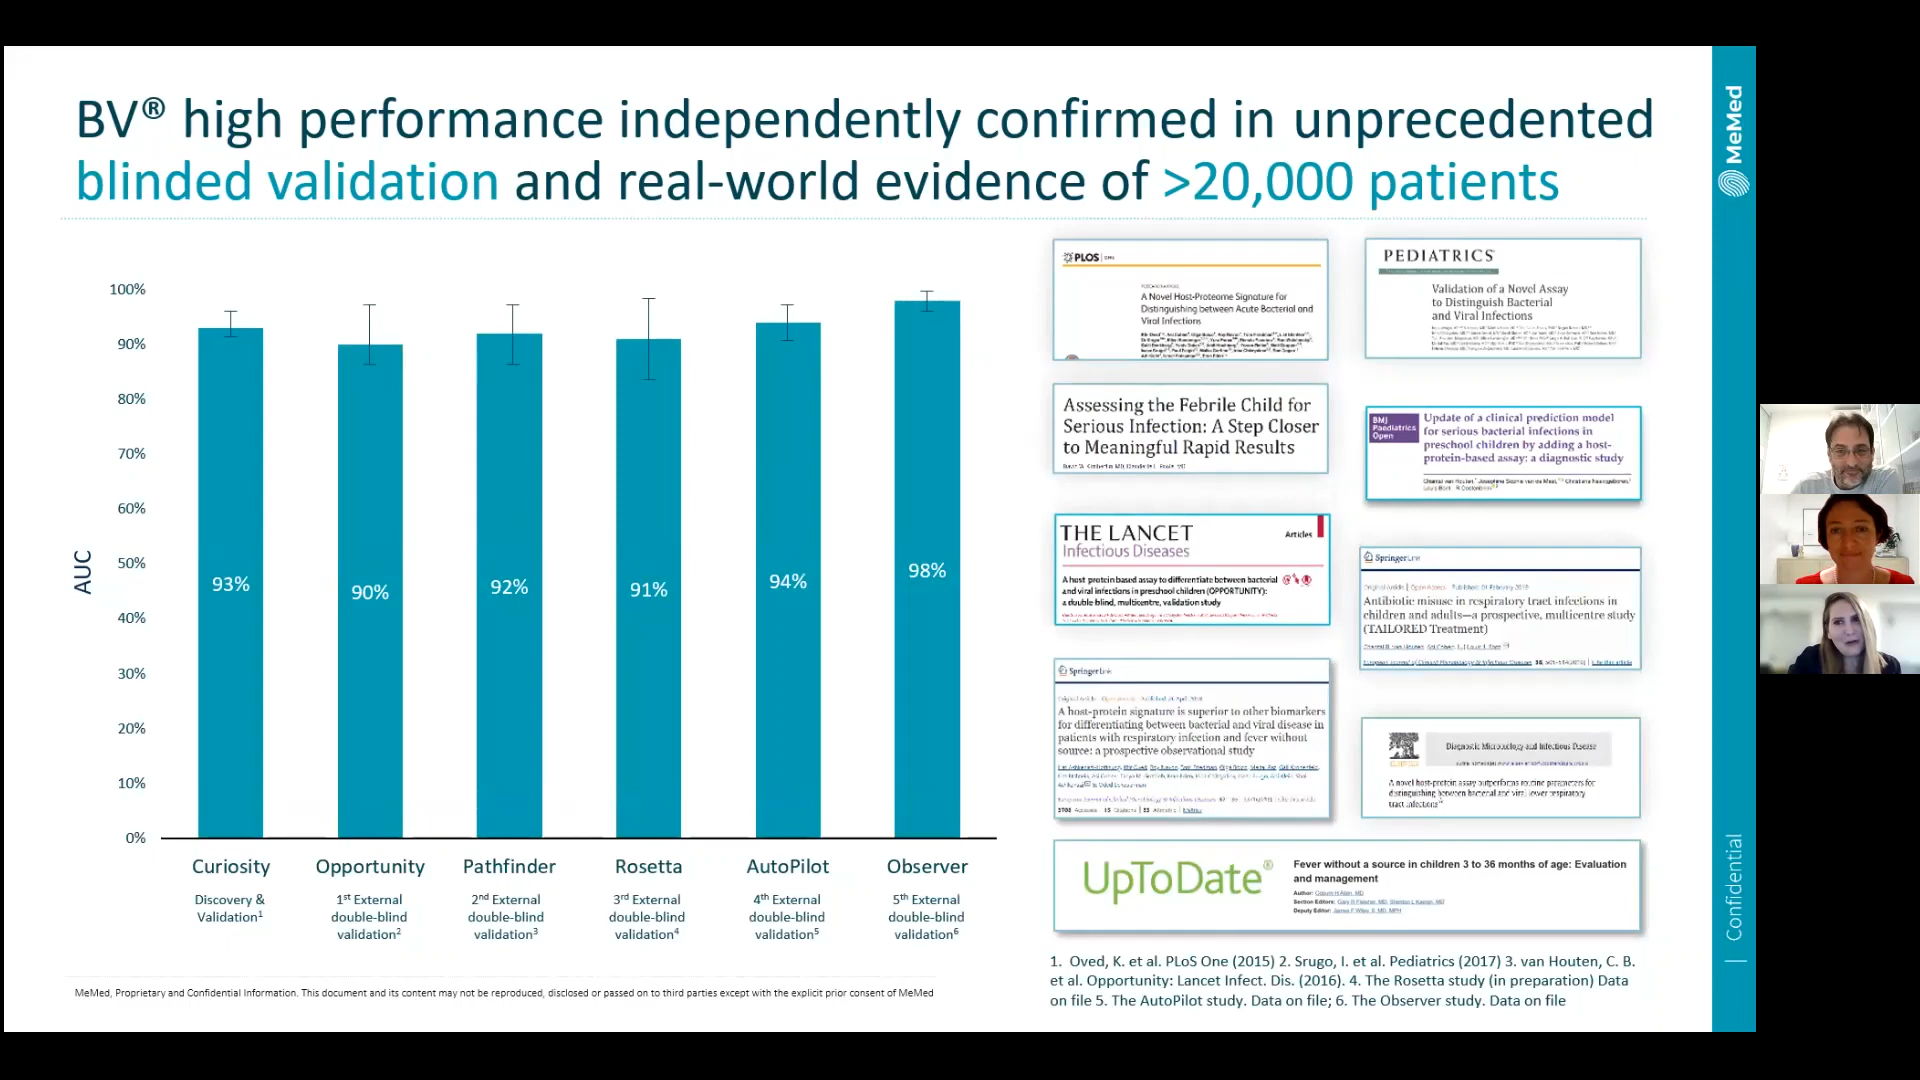 BV® high performance independently confirmed in unprecedented
blinded validation and real-world evidence of >20,000 patients
MeMed
Confidential
AUC
100%
90%
80%
70%
60%
50%
40%
30%
20%
10%
0%
93%
90%
92%
91%
94%
98%
Curiosity
Discovery &
Validation1
Opportunity
1st External
double-blind
validation2
Pathfinder
2nd External
double-blind
validation3
Rosetta
3rd External
double-blind
validation4
AutoPilot
4th External
double-blind
validation5
Observer
5th External
double-blind
validation6
PLOS
A Novel Host-Proteome Signature for
Distinguishing between Acute Bacterial and
Viral Infections
PEDIATRICS
Validation of a Novel Assay
to Distinguish Bacterial
and Viral Infections
Assessing the Febrile Child for
Serious Infection: A Step Closer
to Meaningful Rapid Results
BMJ
Paediatrics
Open
Update of a clinical prediction model
for serious bacterial infections in
preschool children by adding a host-
protein-based assay: a diagnostic study
THE LANCET
Infectious Diseases
Articles
A host-protein based assay to differentiate between bacterial
and viral infections in preschool children (OPPORTUNITY):
a double-blind, multicentre, validation study
SpringerLink
Original Article | Open Access | Published: 01 February 2019
Antibiotic misuse in respiratory tract infections in
children and adults—a prospective, multicentre study
(TAILORED Treatment)
SpringerLink
A host-protein signature is superior to other biomarkers
for differentiating between bacterial and viral disease in
patients with respiratory infection and fever without
source: a prospective observational study
Diagnostic Microbiology and Infectious Disease
A novel host-protein assay outperforms routine parameters for
distinguishing between bacterial and viral lower respiratory
tract infections
UpToDate®
Fever without a source in children 3 to 36 months of age: Evaluation
and management
Author:
Section Editors:
Deputy Editor:
1. Oved, K. et al. PLoS One (2015) 2. Srugo, I. et al. Pediatrics (2017) 3. van Houten, C. B.
et al. Opportunity: Lancet Infect. Dis. (2016). 4. The Rosetta study (in preparation) Data
on file 5. The AutoPilot study. Data on file; 6. The Observer study. Data on file
MeMed, Proprietary and Confidential Information. This document and its content may not be reproduced, disclosed or passed on to third parties except with the explicit prior consent of MeMed